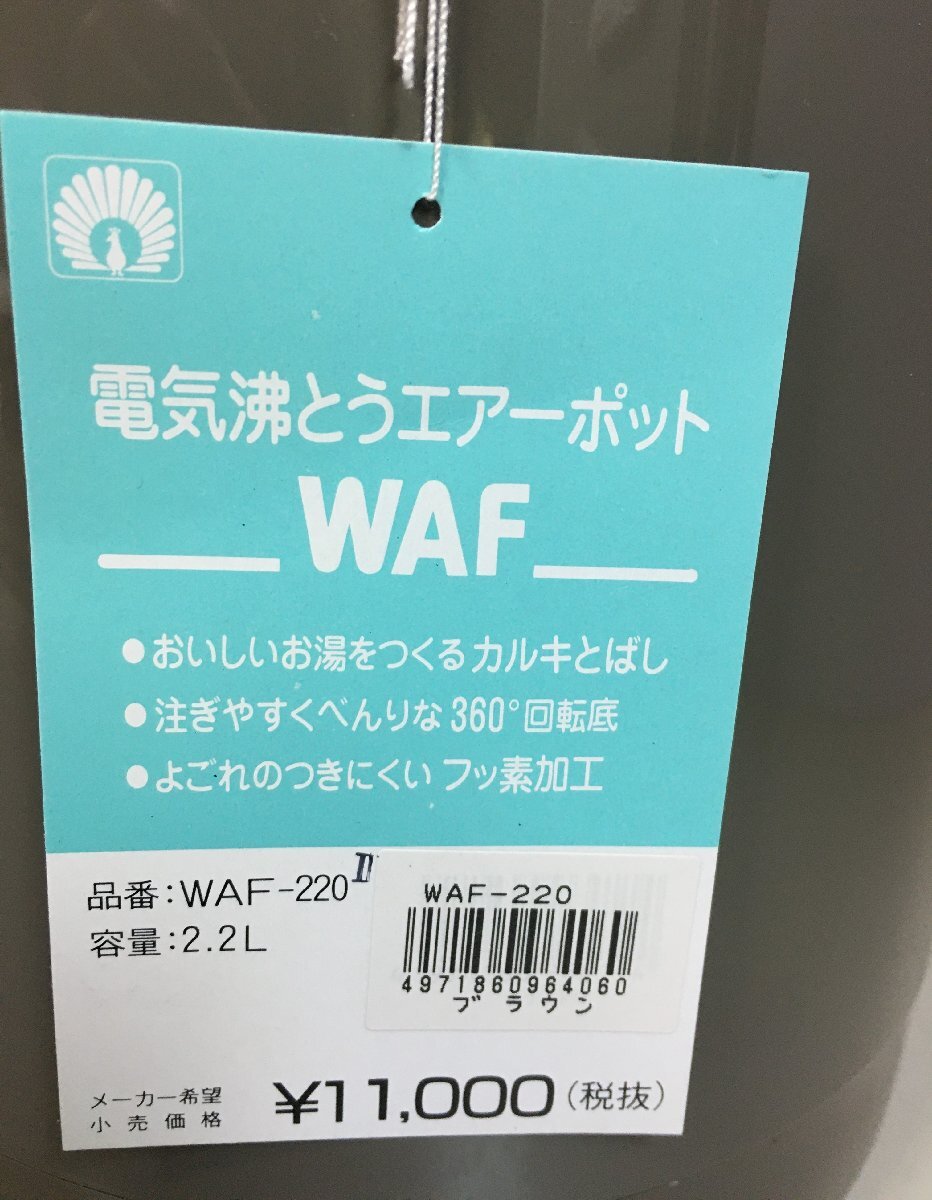 電気沸とうエアーポット
WAF
●おいしいお湯をつくるカルキとばし
●注ぎやすくべんりな360°回転底
●よごれのつきにくいフッ素加工
品番:WAF-220Ⅱ
容量:2.2L
WAF-220
4971860964060
ブラウン
メーカー希望
小売価格
¥11,000(税抜)